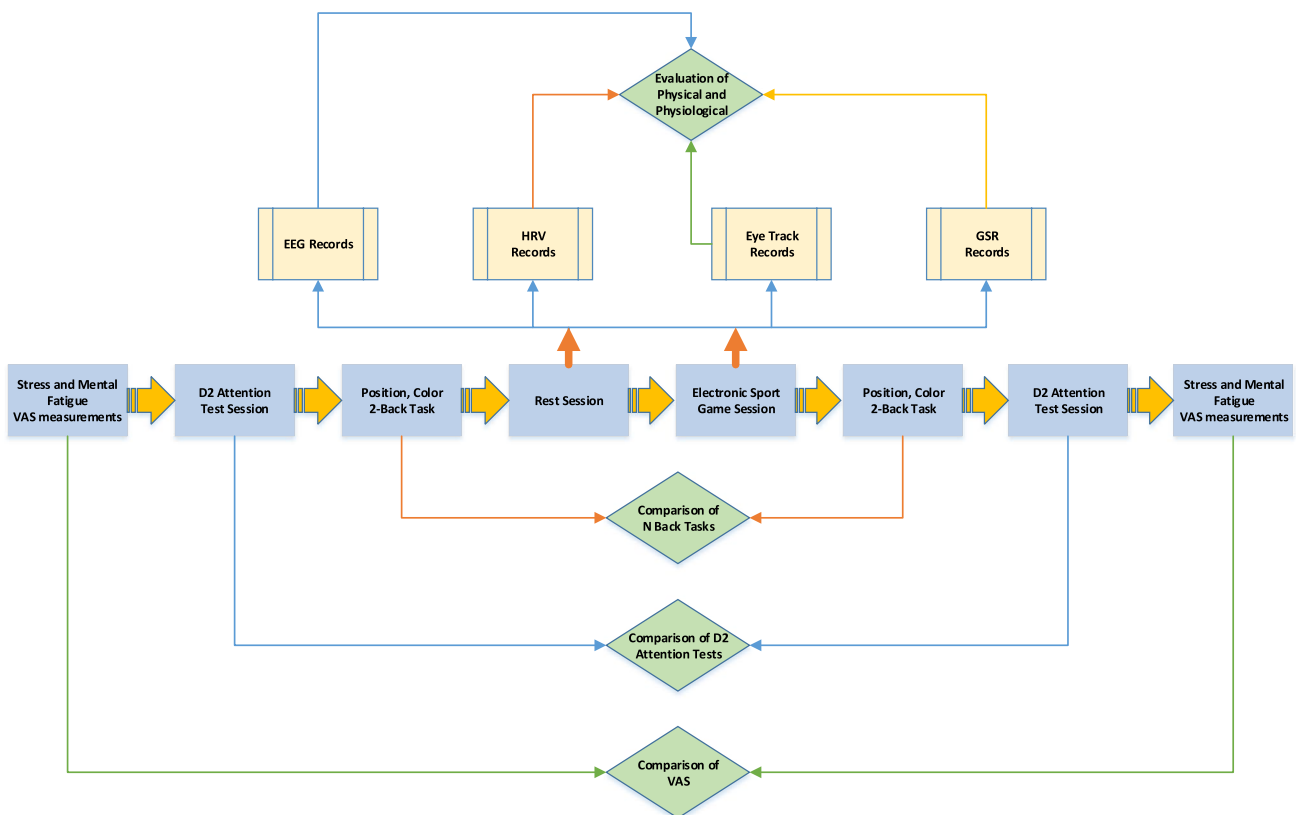 Evaluation of
Physical and
Physiological
EEG Records
HRV
Records
Eye Track
Records
GSR
Records
Stress and Mental
Fatigue
VAS measurements
D2 Attention
Test Session
Position, Color
2-Back Task
Rest Session
Electronic Sport
Game Session
Position, Color
2-Back Task
D2 Attention
Test Session
Stress and Mental
Fatigue
VAS measurements
Comparison of
N Back Tasks
Comparison of D2
Attention Tests
Comparison of
VAS